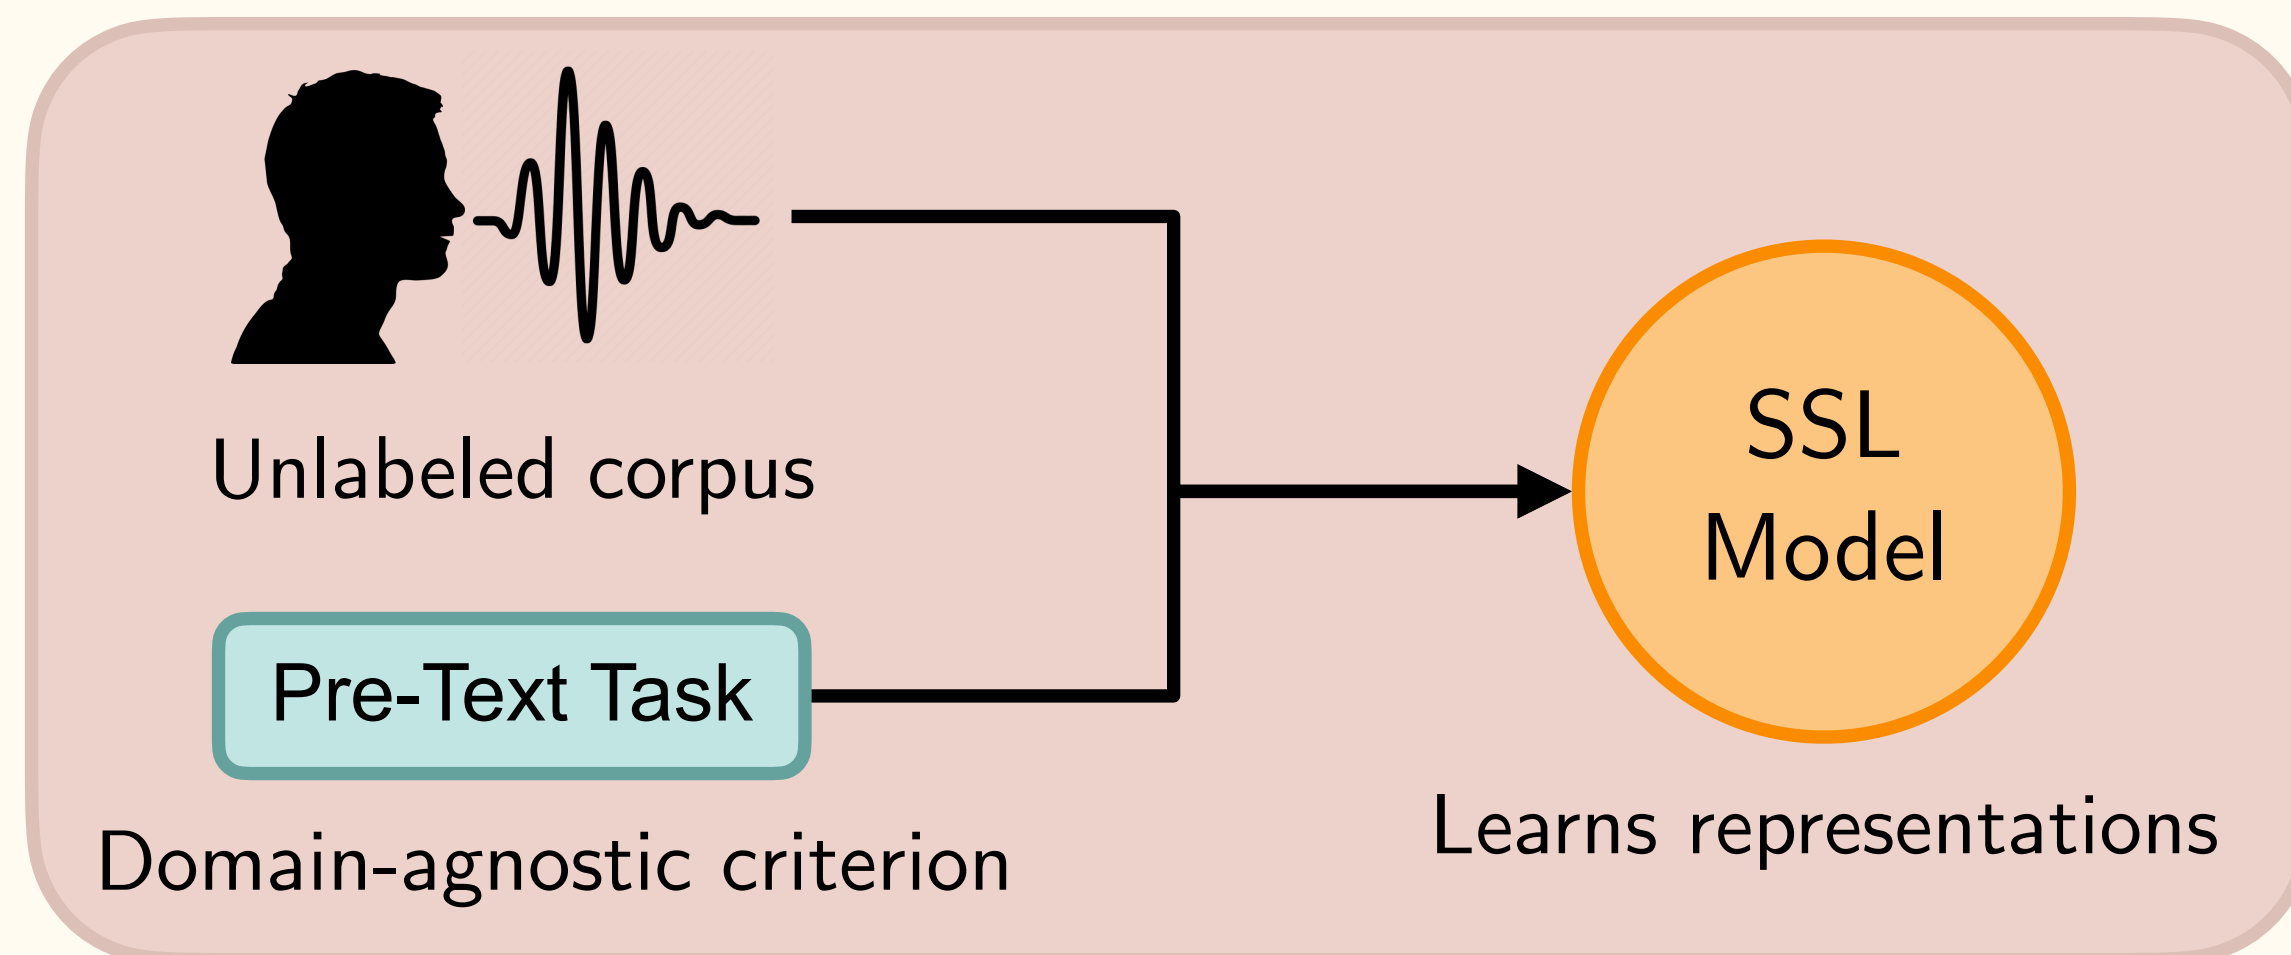 Unlabeled corpus
Pre-Text Task
Domain-agnostic criterion
SSL
Model
Learns representations